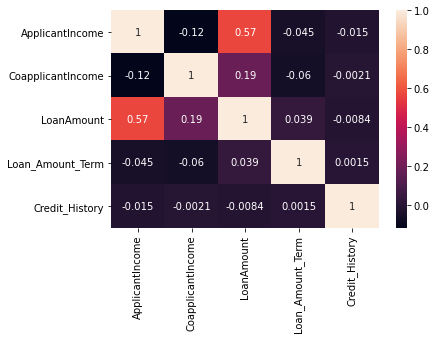 ApplicantIncome 1 -0.12 0.57 -0.045 -0.015
CoapplicantIncome -0.12 1 0.19 -0.06 -0.0021
LoanAmount 0.57 0.19 1 0.039 -0.0084
Loan_Amount_Term -0.045 -0.06 0.039 1 0.0015
Credit_History -0.015 -0.0021 -0.0084 0.0015 1
ApplicantIncome
CoapplicantIncome
LoanAmount
Loan_Amount_Term
Credit_History
1.0
0.8
0.6
0.4
0.2
0.0